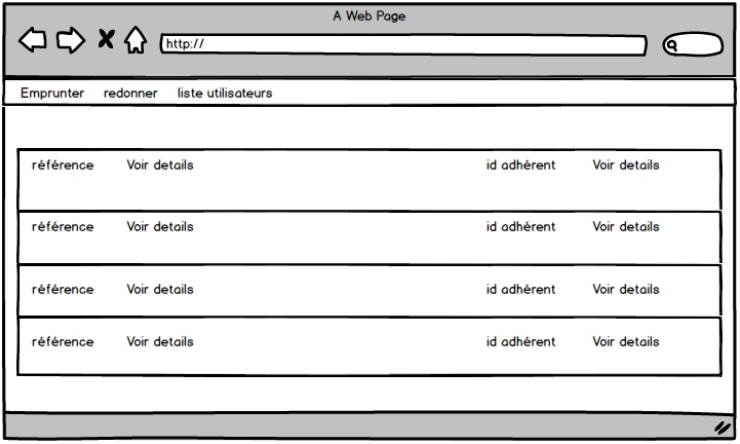 A Web Page
http://
Emprunter redonner liste utilisateurs
référence Voir details id adhérent Voir details
référence Voir details id adhérent Voir details
référence Voir details id adhérent Voir details
référence Voir details id adhérent Voir details